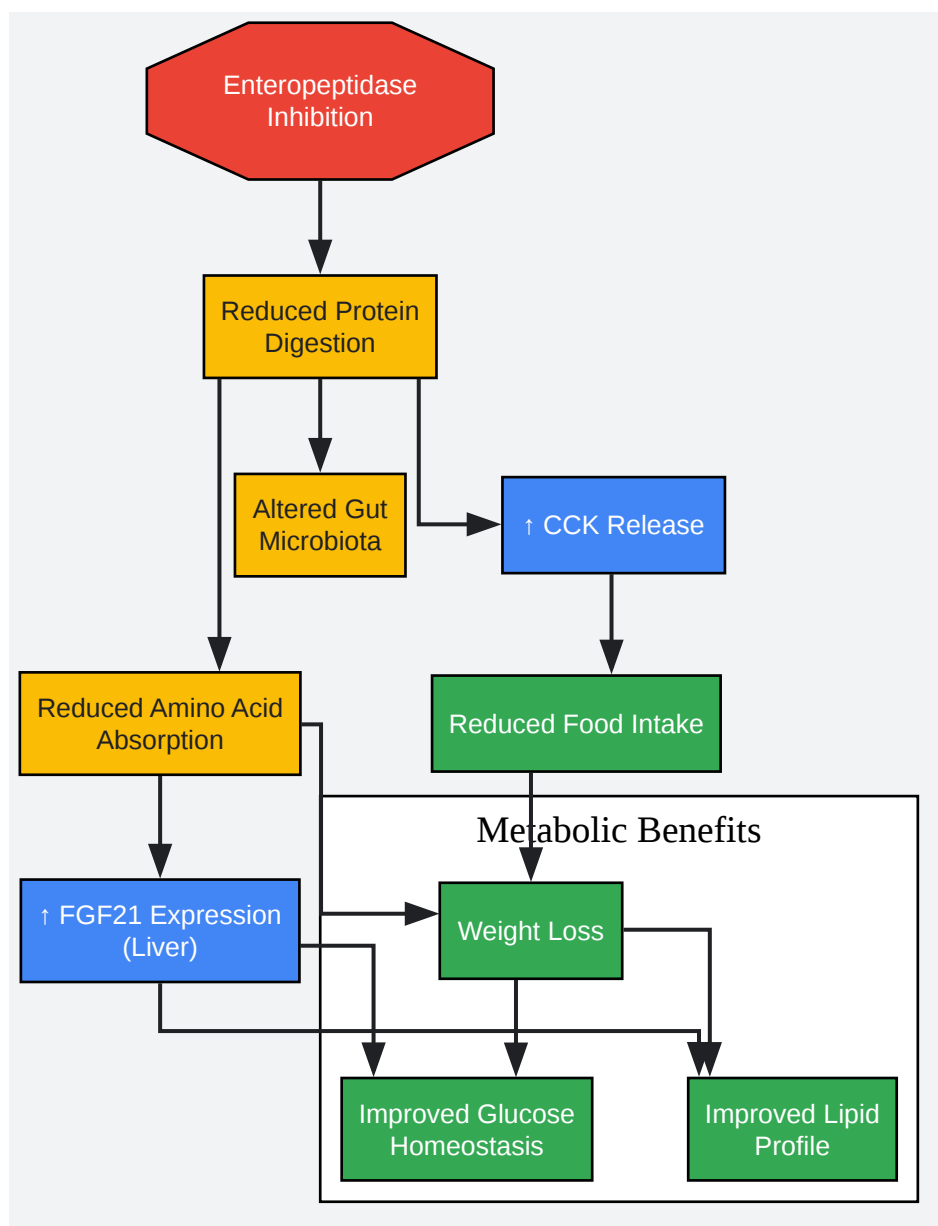 Enteropeptidase
Inhibition
Reduced Protein
Digestion
Altered Gut
Microbiota
↑ CCK Release
Reduced Amino Acid
Absorption
Reduced Food Intake
Metabolic Benefits
↑ FGF21 Expression
(Liver)
Weight Loss
Improved Glucose
Homeostasis
Improved Lipid
Profile